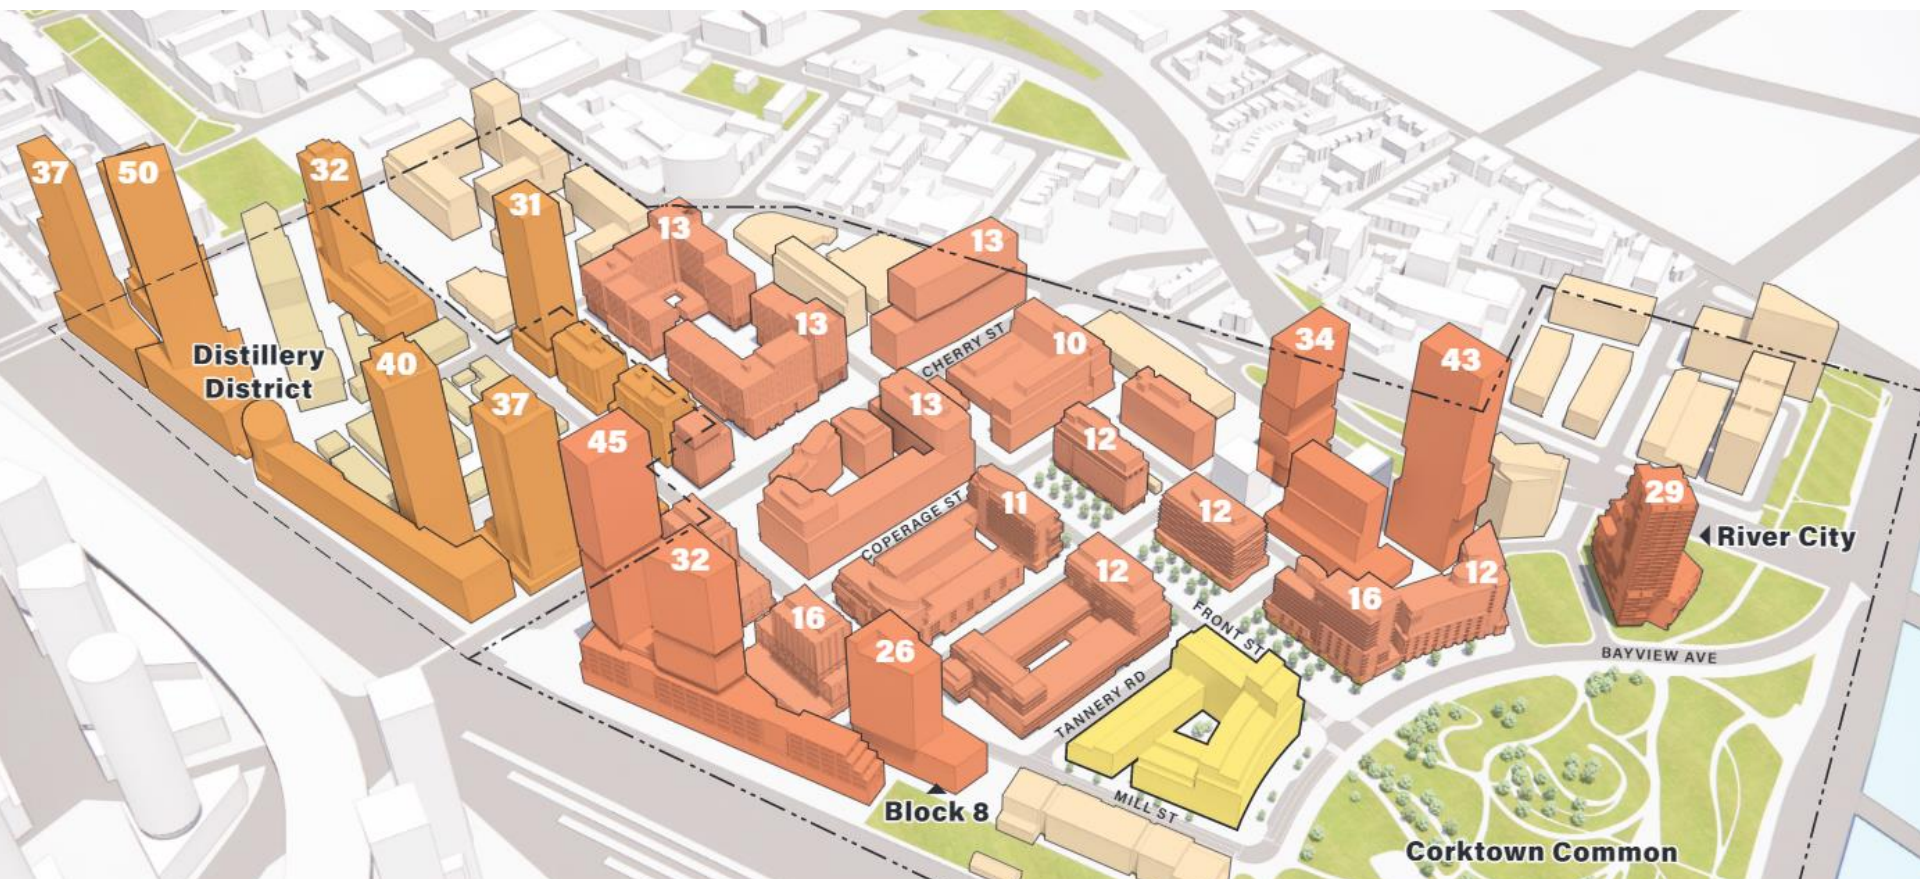 37
50
32
31
13
13
13
10
34
43
Distillery
District
40
37
45
CHERRY ST
13
12
29
River City
COPERAGE ST
11
12
32
12
16
12
16
26
FRONT ST
BAYVIEW AVE
TANNERY RD
Block 8
MILL ST
Corktown Common